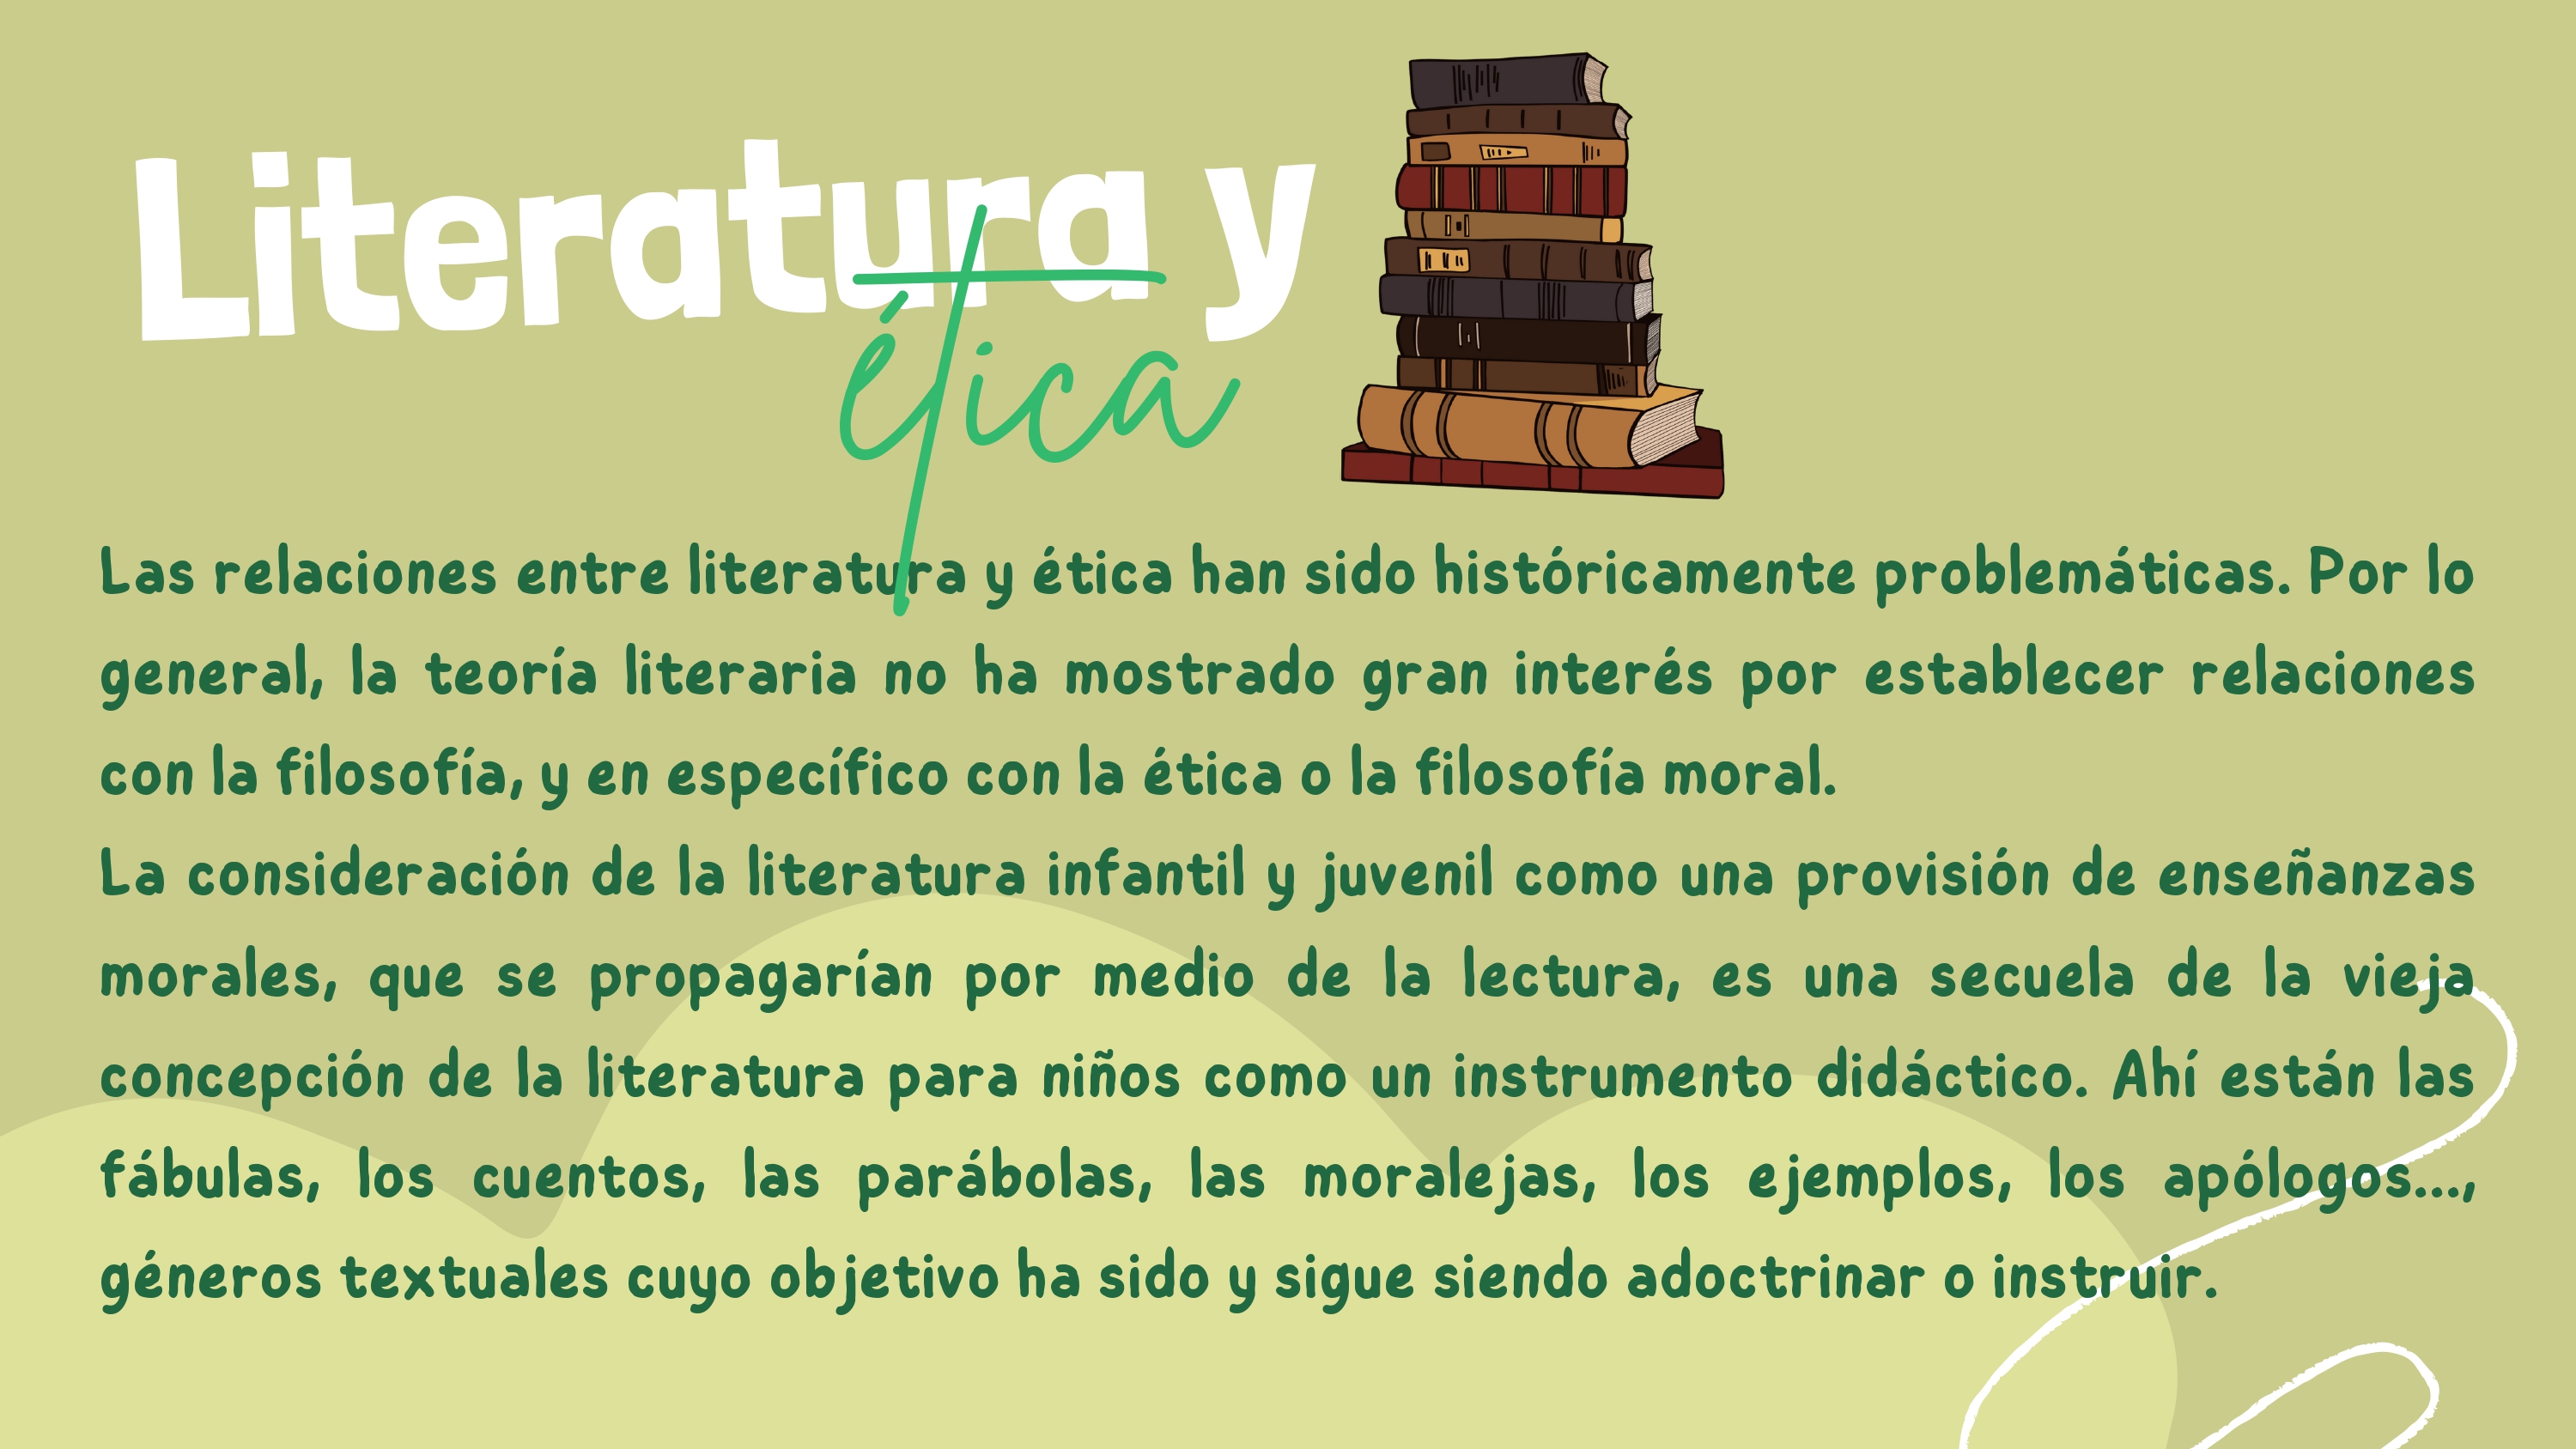 Literatura y
ética
Las relaciones entre literatura y ética han sido históricamente problemáticas. Por lo
general, la teoría literaria no ha mostrado gran interés por establecer relaciones
con la filosofía, y en específico con la ética o la filosofía moral.
La consideración de la literatura infantil y juvenil como una provisión de enseñanzas
morales, que se propagarían por medio de la lectura, es una secuela de la vieja
concepción de la literatura para niños como un instrumento didáctico. Ahí están las
fábulas, los cuentos, las parábolas, las moralejas, los ejemplos, los apólogos...,
géneros textuales cuyo objetivo ha sido y sigue siendo adoctrinar o instruir.